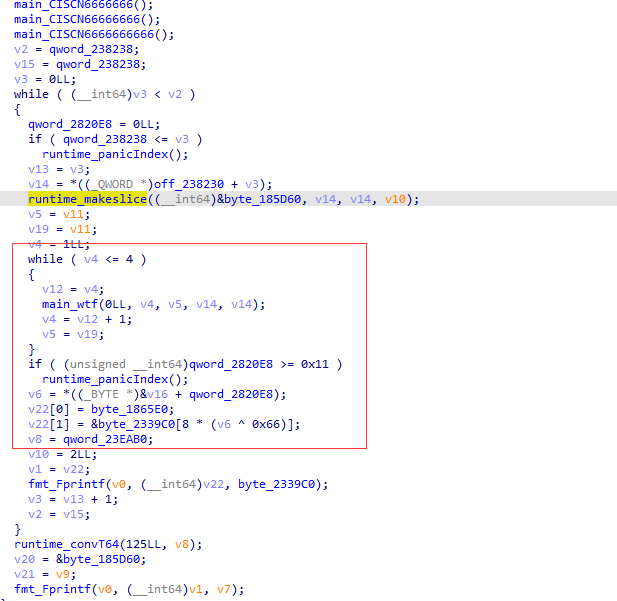 main_CISCN6666666();
main_CISCN66666666();
main_CISCN6666666666();
v2 = qword_238238;
v15 = qword_238238;
v3 = 0LL;
while ( (__int64)v3 < v2 )
{
qword_2820E8 = 0LL;
if ( qword_238238 <= v3 )
runtime_panicIndex();
v13 = v3;
v14 = *((_QWORD *)off_238230 + v3);
runtime_makeslice((__int64)&byte_185D60, v14, v14, v10);
v5 = v11;
v19 = v11;
v4 = 1LL;
while ( v4 <= 4 )
{
v12 = v4;
main_wtf(0LL, v4, v5, v14, v14);
v4 = v12 + 1;
v5 = v19;
}
if ( (unsigned __int64)qword_2820E8 >= 0x11 )
runtime_panicIndex();
v6 = *((_BYTE *)&v16 + qword_2820E8);
v22[0] = byte_1865E0;
v22[1] = &byte_2339C0[8 * (v6 ^ 0x66)];
v8 = qword_23EAB0;
v10 = 2LL;
v1 = v22;
fmt_Fprintf(v0, (__int64)v22, byte_2339C0);
v3 = v13 + 1;
v2 = v15;
}
runtime_convT64(125LL, v8);
v20 = &byte_185D60;
v21 = v9;
fmt_Fprintf(v0, (__int64)v1, v7);